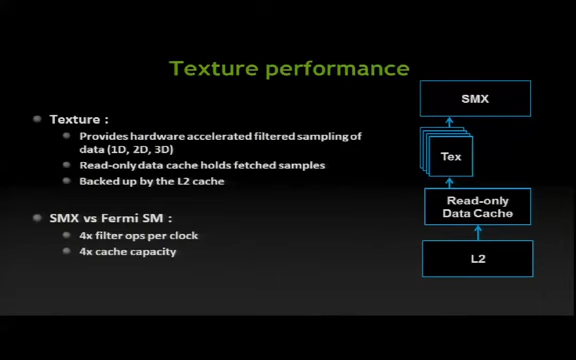 Texture performance
Texture :
Provides hardware accelerated filtered sampling of
data (1D, 2D, 3D)
Read-only data cache holds fetched samples
Backed up by the L2 cache
SMX vs Fermi SM :
4x filter ops per clock
4x cache capacity
SMX
Tex
Read-only
Data Cache
L2